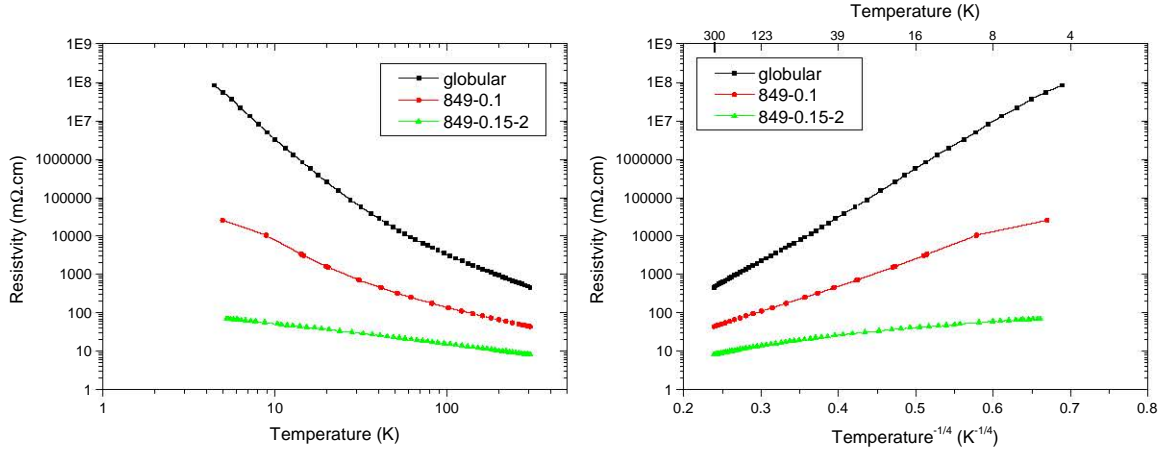 Temperature (K)
300 123 39 16 8 4
1E9
1E8
1E7
1000000
100000
10000
1000
100
10
1
Resistvity (mΩ.cm)
globular
849-0.1
849-0.15-2
1 10 100
Temperature (K)
1E9
1E8
1E7
1000000
100000
10000
1000
100
10
1
Resistvity (mΩ.cm)
globular
849-0.1
849-0.15-2
0.2 0.3 0.4 0.5 0.6 0.7 0.8
Temperature-1/4 (K-1/4)